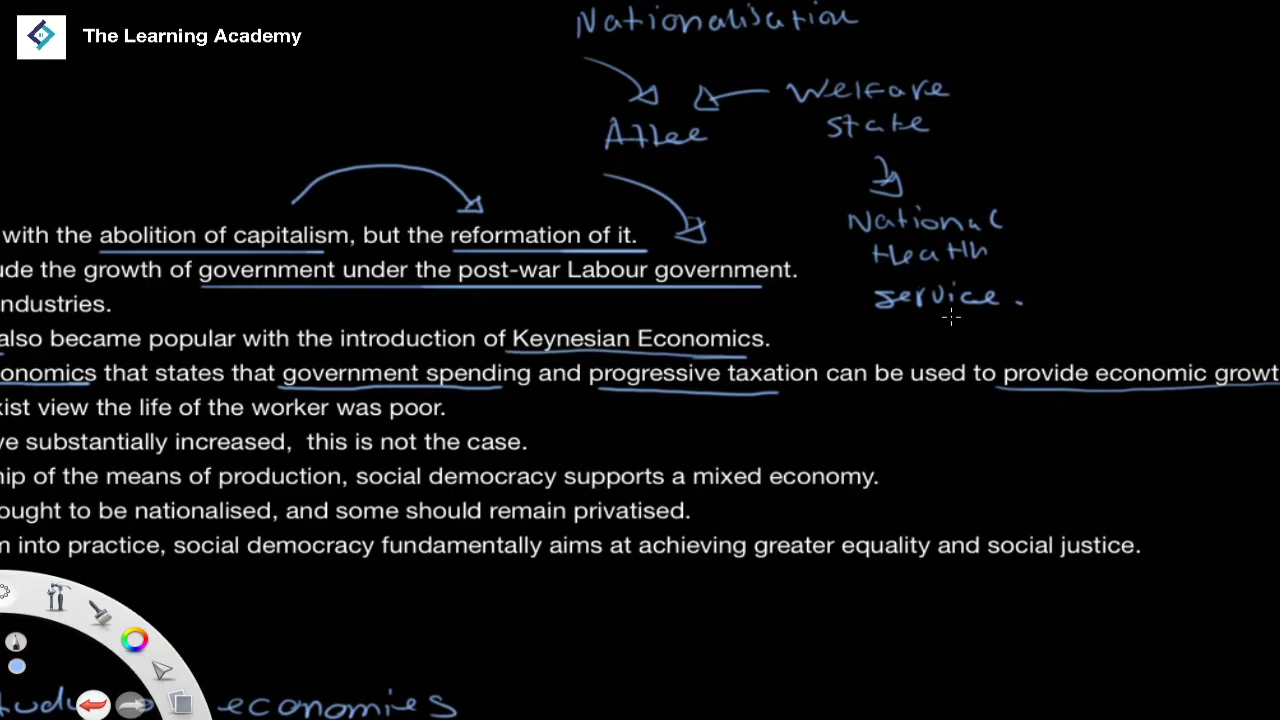 The Learning Academy
Nationalisation
Welfare
state
Atlee
National
Health
service.
with the abolition of capitalism, but the reformation of it.
ude the growth of government under the post-war Labour government.
industries.
also became popular with the introduction of Keynesian Economics.
onomics that states that government spending and progressive taxation can be used to provide economic growt
xist view the life of the worker was poor.
ve substantially increased, this is not the case.
hip of the means of production, social democracy supports a mixed economy.
ought to be nationalised, and some should remain privatised.
m into practice, social democracy fundamentally aims at achieving greater equality and social justice.
economies